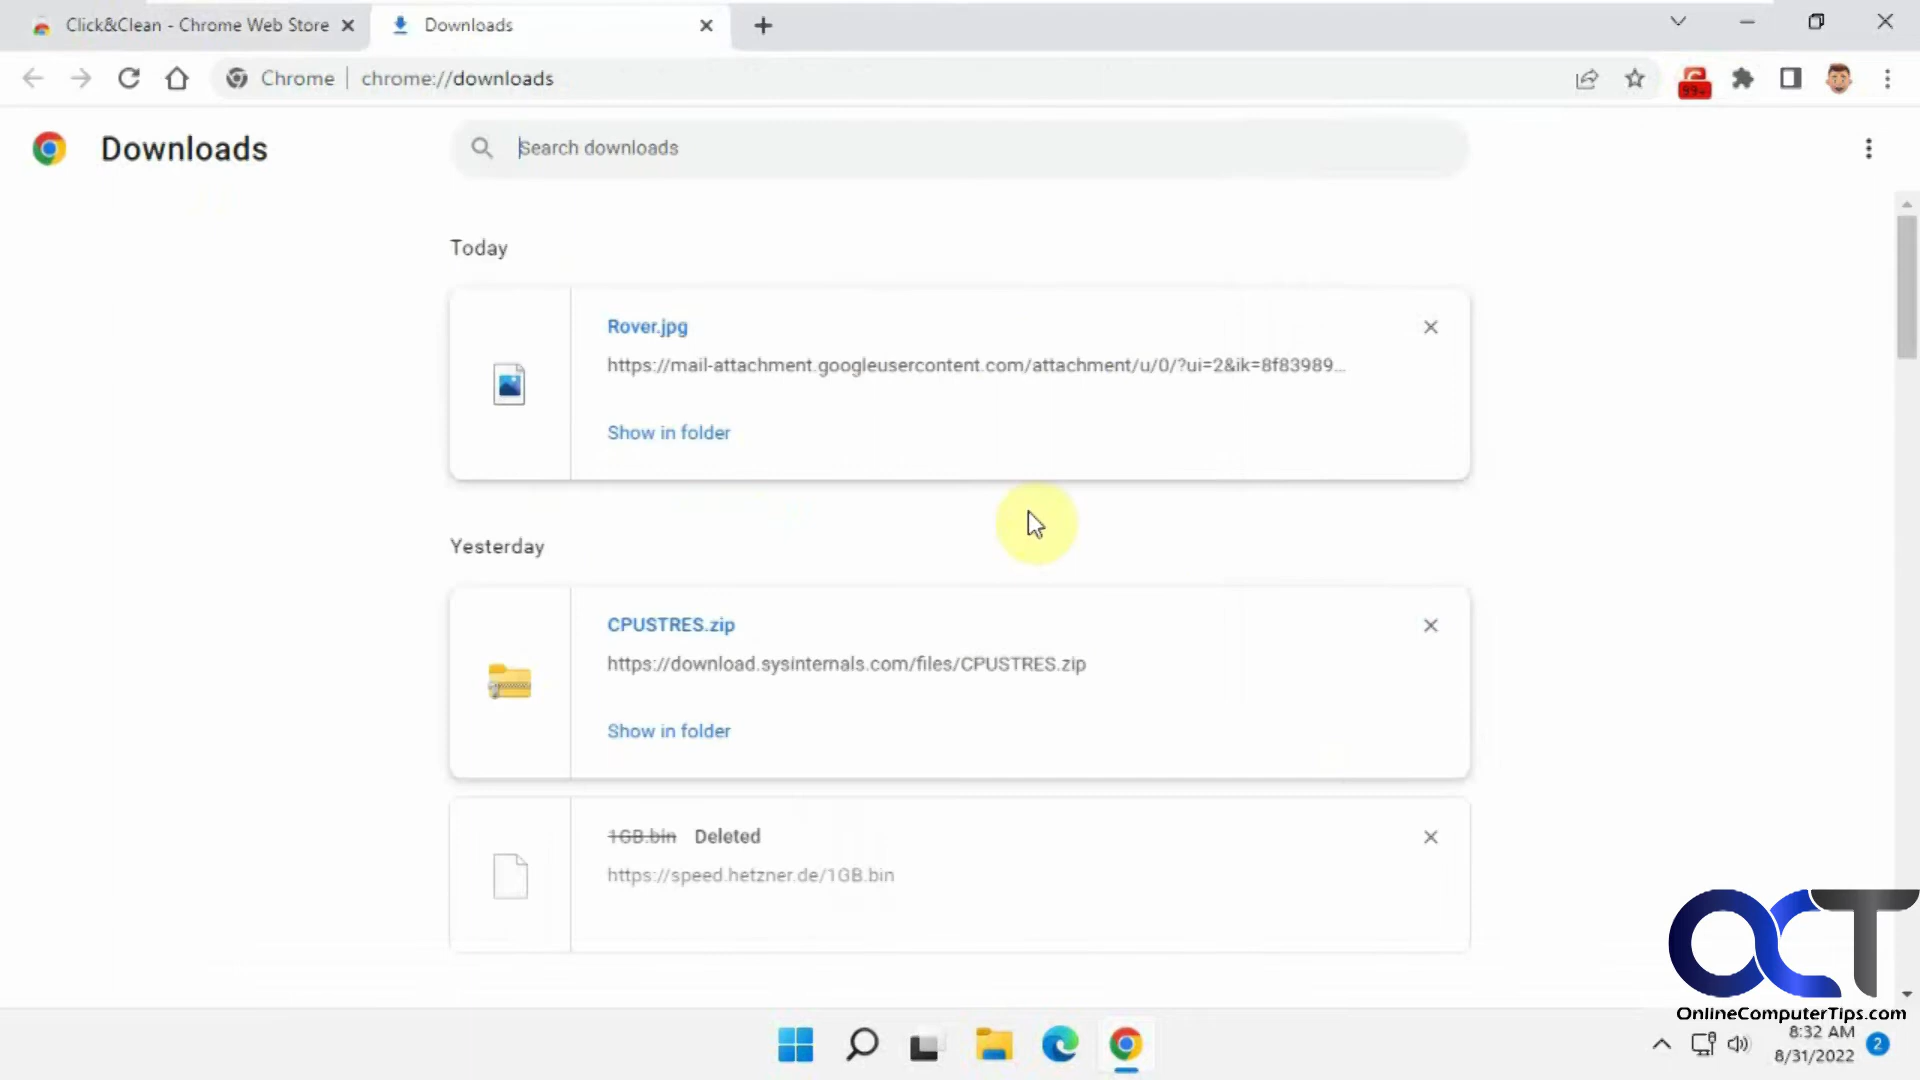 Click&Clean - Chrome Web Store
Downloads
Chrome | chrome://downloads
99+
Downloads
Search downloads
Today
Rover.jpg
https://mail-attachment.googleusercontent.com/attachment/u/0/?ui=2&ik=8f83989...
Show in folder
Yesterday
CPUSTRES.zip
https://download.sysinternals.com/files/CPUSTRES.zip
Show in folder
1GB.bin Deleted
https://speed.hetzner.de/1GB.bin
OCT
OnlineComputerTips.com
8:32 AM
8/31/2022
2